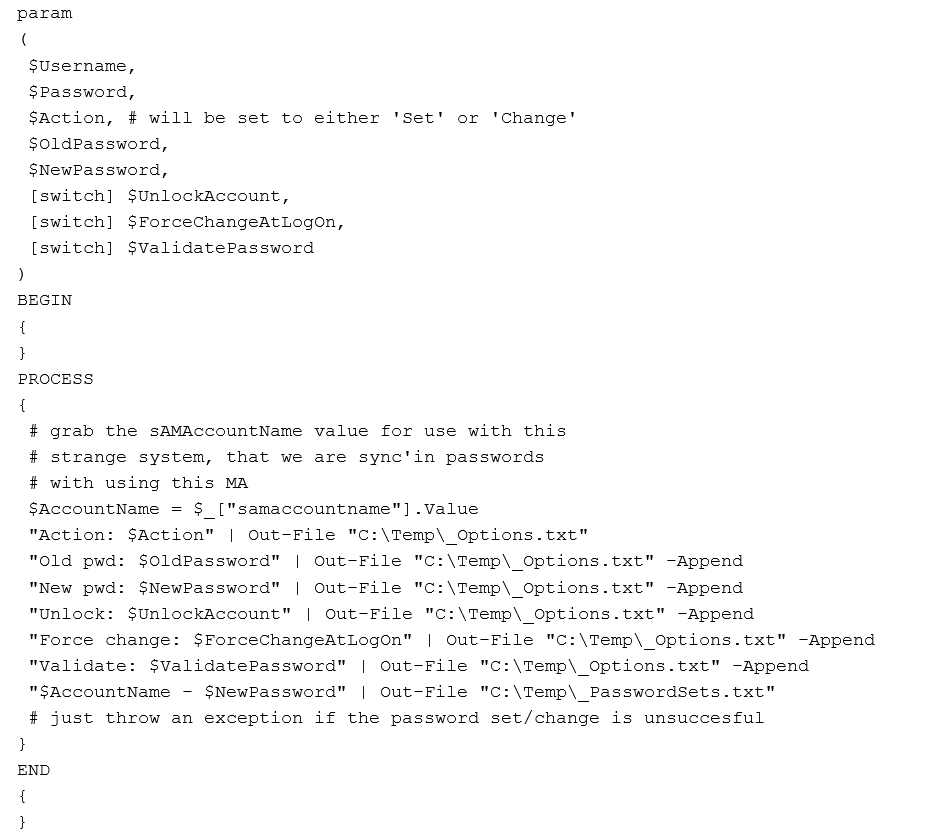 param
(
$Username,
$Password,
$Action, # will be set to either 'Set' or 'Change'
$OldPassword,
$NewPassword,
[switch] $UnlockAccount,
[switch] $ForceChangeAtLogOn,
[switch] $ValidatePassword
)
BEGIN
{
}
PROCESS
{
# grab the sAMAccountName value for use with this
# strange system, that we are sync'in passwords
# with using this MA
$AccountName = $_["samaccountname"].Value
"Action: $Action" | Out-File "C:\Temp\_Options.txt"
"Old pwd: $OldPassword" | Out-File "C:\Temp\_Options.txt" -Append
"New pwd: $NewPassword" | Out-File "C:\Temp\_Options.txt" -Append
"Unlock: $UnlockAccount" | Out-File "C:\Temp\_Options.txt" -Append
"Force change: $ForceChangeAtLogOn" | Out-File "C:\Temp\_Options.txt" -Append
"Validate: $ValidatePassword" | Out-File "C:\Temp\_Options.txt" -Append
"$AccountName - $NewPassword" | Out-File "C:\Temp\_PasswordSets.txt"
# just throw an exception if the password set/change is unsuccesful
}
END
{
}